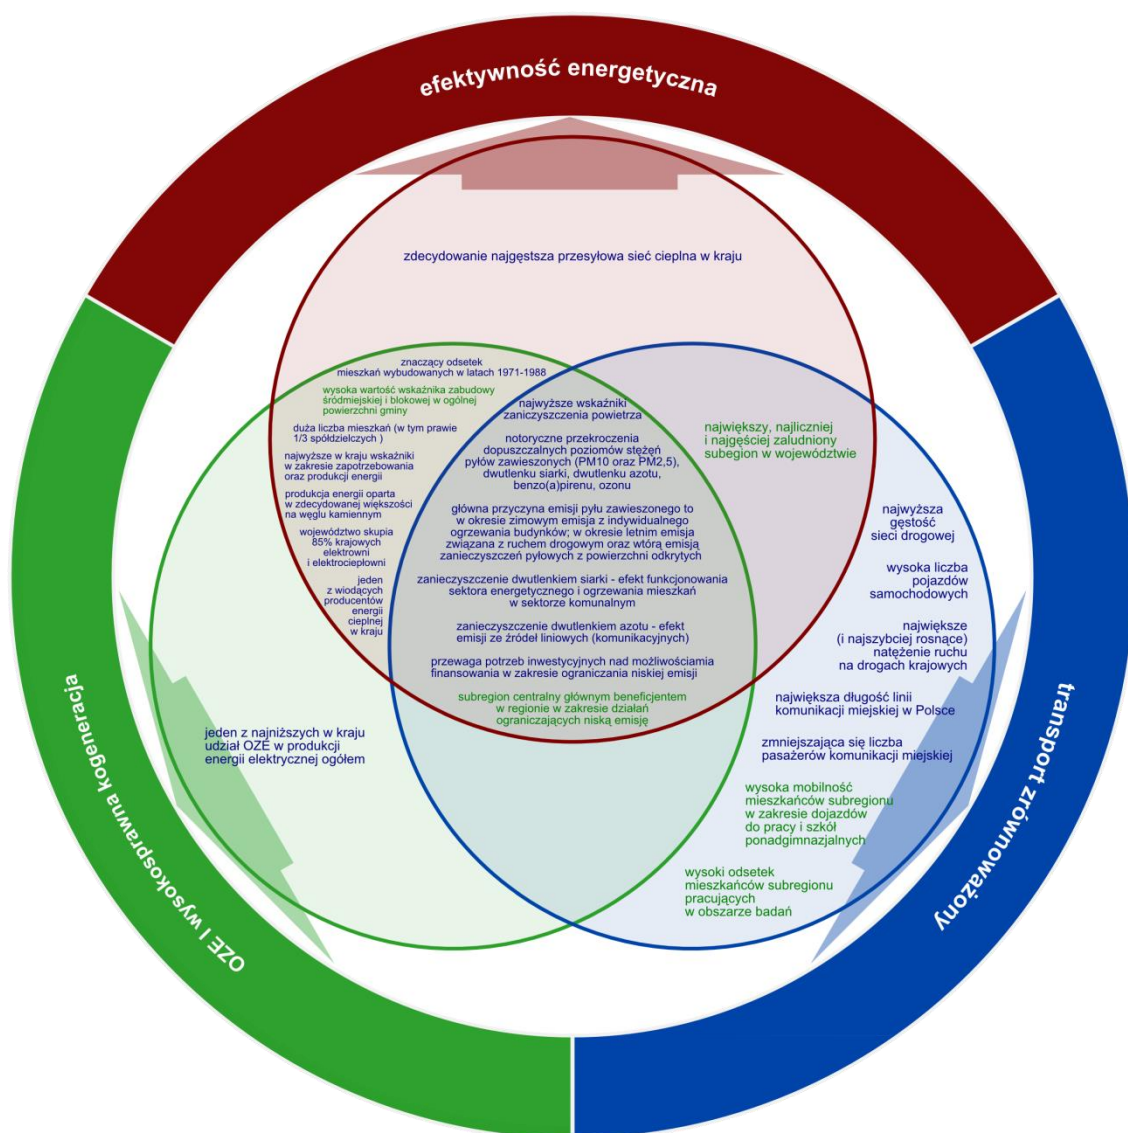 efektywność energetyczna
zdecydowanie najgęstsza przesyłowa sieć cieplna w kraju
znaczący odsetek
mieszkań wybudowanych w latach 1971-1988
wysoka wartość wskaźnika zabudowy
śródmiejskiej i blokowej w ogólnej
powierzchni gminy
duża liczba mieszkań (w tym prawie
1/3 spółdzielczych )
najwyższe w kraju wskaźniki
w zakresie zapotrzebowania
oraz produkcji energii
produkcja energii oparta
w zdecydowanej większości
na węglu kamiennym
województwo skupia
85% krajowych
elektrowni
i elektrociepłowni
jeden
z wiodących
producentów
energii
cieplnej
w kraju
najwyższe wskaźniki
zaniczyszczenia powietrza
notoryczne przekroczenia
dopuszczalnych poziomów stężęń
pyłów zawieszonych (PM10 oraz PM2,5),
dwutlenku siarki, dwutlenku azotu,
benzo(a)pirenu, ozonu
główna przyczyna emisji pyłu zawieszonego to
w okresie zimowym emisja z indywidualnego
ogrzewania budynków; w okresie letnim emisja
związana z ruchem drogowym oraz wtórą emisją
zanieczyszczeń pyłowych z powierzchni odkrytych
zanieczyszczenie dwutlenkiem siarki - efekt funkcjonowania
sektora energetycznego i ogrzewania mieszkań
w sektorze komunalnym
zanieczyszczenie dwutlenkiem azotu - efekt
emisji ze źródeł liniowych (komunikacyjnych)
przewaga potrzeb inwestycyjnych nad możliwościamia
finansowania w zakresie ograniczania niskiej emisji
subregion centralny głównym beneficjentem
w regionie w zakresie działań
ograniczających niską emisję
największy, najliczniej
i najgęściej zaludniony
subegion w województwie
najwyższa
gęstość
sieci drogowej
wysoka liczba
pojazdów
samochodowych
największe
(i najszybciej rosnące)
natężenie ruchu
na drogach krajowych
największa długość linii
komunikacji miejskiej w Polsce
zmniejszająca się liczba
pasażerów komunikacji miejskiej
wysoka mobilność
mieszkańców subregionu
w zakresie dojazdów
do pracy i szkół
ponadgimnazjalnych
wysoki odsetek
mieszkańców subregionu
pracujących
w obszarze badań
jeden z najniższych w kraju
udział OZE w produkcji
energii elektrycznej ogółem
OZE I wysokosprawna kogeneracja
transport zrównoważony